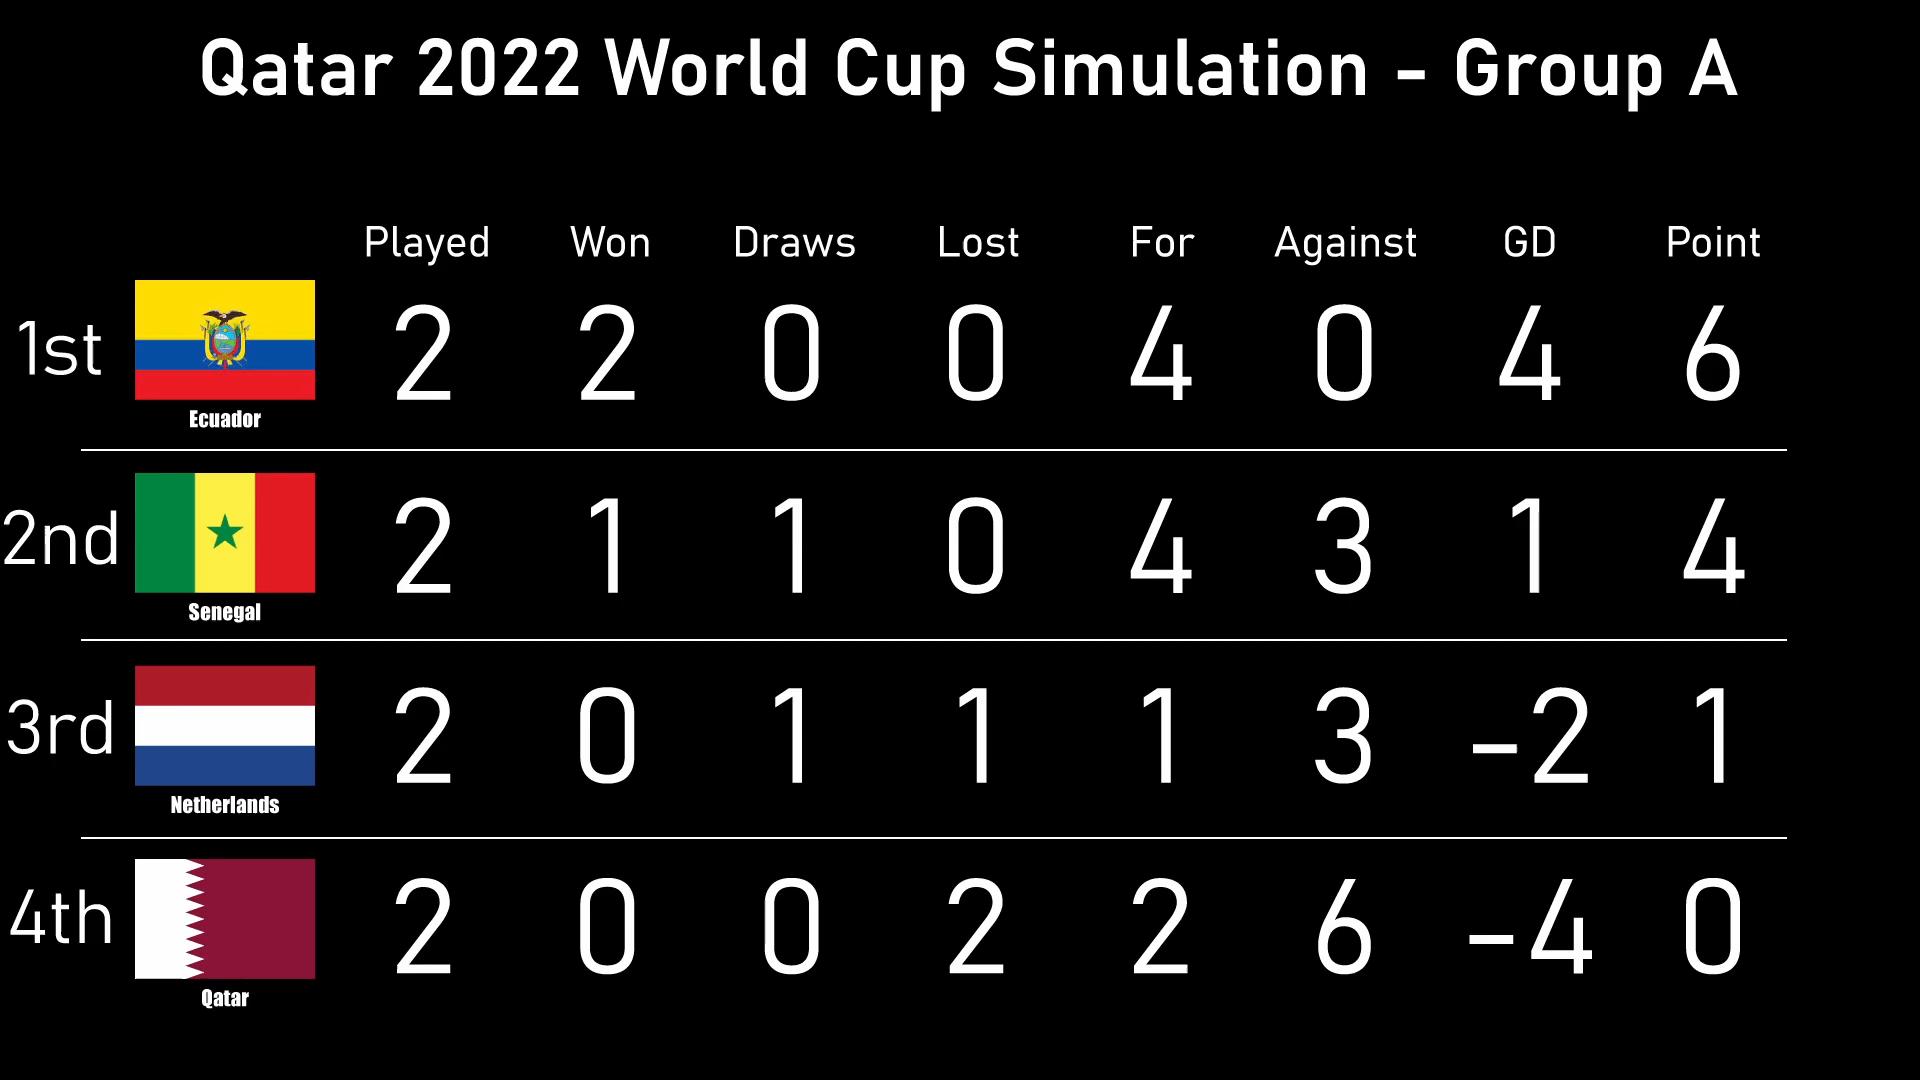 Qatar 2022 World Cup Simulation - Group A
Played Won Draws Lost For Against GD Point
1st 2 2 0 0 4 0 4 6
Ecuador
2nd 2 1 1 0 4 3 1 4
Senegal
3rd 2 0 1 1 1 3 -2 1
Netherlands
4th 2 0 0 2 2 6 -4 0
Qatar